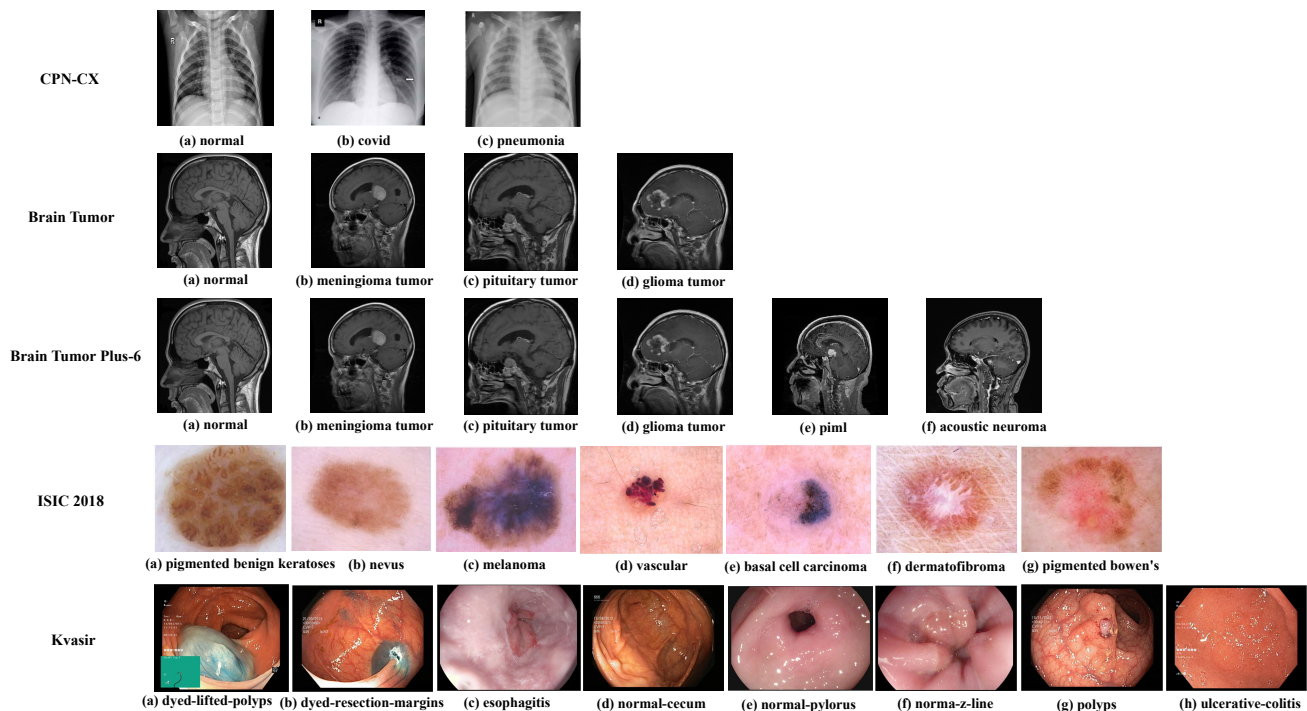 CPN-CX
R
(a) normal
(b) covid
(c) pneumonia
Brain Tumor
(a) normal
(b) meningioma tumor
(c) pituitary tumor
(d) glioma tumor
Brain Tumor Plus-6
(a) normal
(b) meningioma tumor
(c) pituitary tumor
(d) glioma tumor
(e) piml
(f) acoustic neuroma
ISIC 2018
(a) pigmented benign keratoses
(b) nevus
(c) melanoma
(d) vascular
(e) basal cell carcinoma
(f) dermatofibroma
(g) pigmented bowen's
Kvasir
(a) dyed-lifted-polyps
(b) dyed-resection-margins
(c) esophagitis
(d) normal-cecum
(e) normal-pylorus
(f) norma-z-line
(g) polyps
(h) ulcerative-colitis